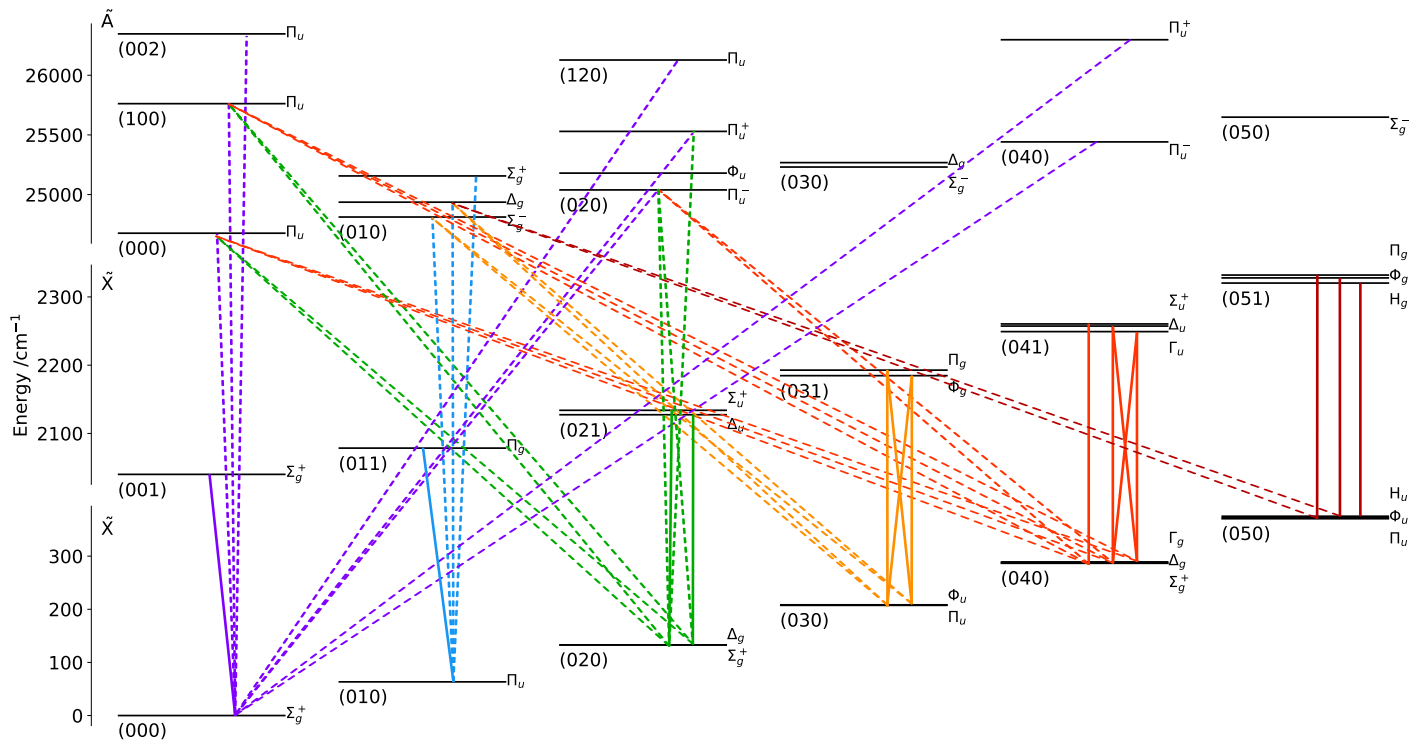 Ã
Π_u^+
(002) Π_u
Π_u
26000
(120)
(100) Π_u
25500
Π_u^+
(050) Σ_g^-
(040) Π_u^-
Δ_g
(030) Σ_g^-
Σ_g^+
Φ_u
25000
(020) Π_u^-
Δ_g
(010) Σ_g^-
(000) Π_u
X̃
Π_g
Φ_g
(051) H_g
2300
Σ_u^+
Δ_u
(041) Γ_u
Energy /cm⁻¹
2200
Π_g
(031) Φ_g
Σ_u^+
(021) Δ_u
2100
(011) Π_g
(001) Σ_g^+
X̃
H_u
Φ_u
(050) Π_u
300
Γ_g
Δ_g
(040) Σ_g^+
200
Φ_u
(030) Π_u
Δ_g
(020) Σ_g^+
100
(010) Π_u
0
(000) Σ_g^+